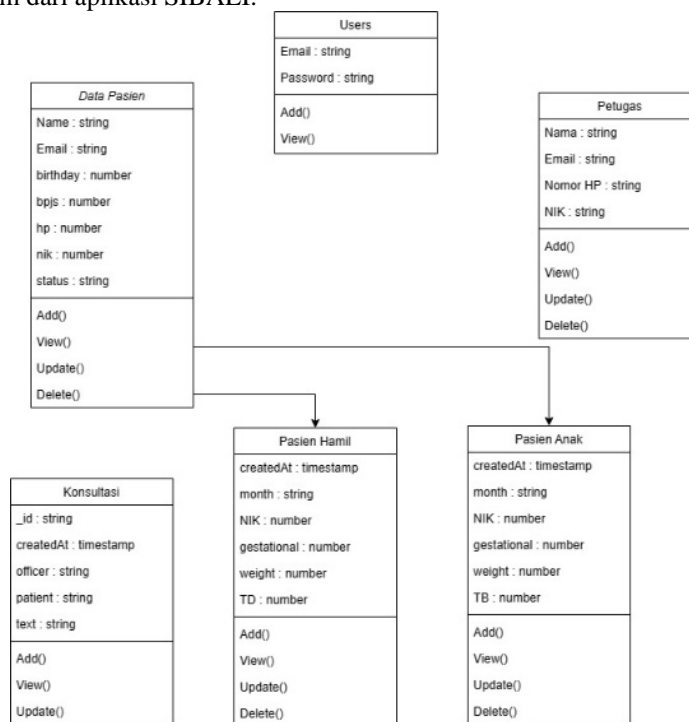 dari aplikasi SIBALI.
Users
Email : string
Password : string
Add()
View()
Data Pasien
Name : string
Email : string
birthday : number
bpjs : number
hp : number
nik : number
status : string
Add()
View()
Update()
Delete()
Petugas
Nama : string
Email : string
Nomor HP : string
NIK : string
Add()
View()
Update()
Delete()
Konsultasi
_id : string
createdAt : timestamp
officer : string
patient : string
text : string
Add()
View()
Update()
Pasien Hamil
createdAt : timestamp
month : string
NIK : number
gestational : number
weight : number
TD : number
Add()
View()
Update()
Delete()
Pasien Anak
createdAt : timestamp
month : string
NIK : number
gestational : number
weight : number
TB : number
Add()
View()
Update()
Delete()